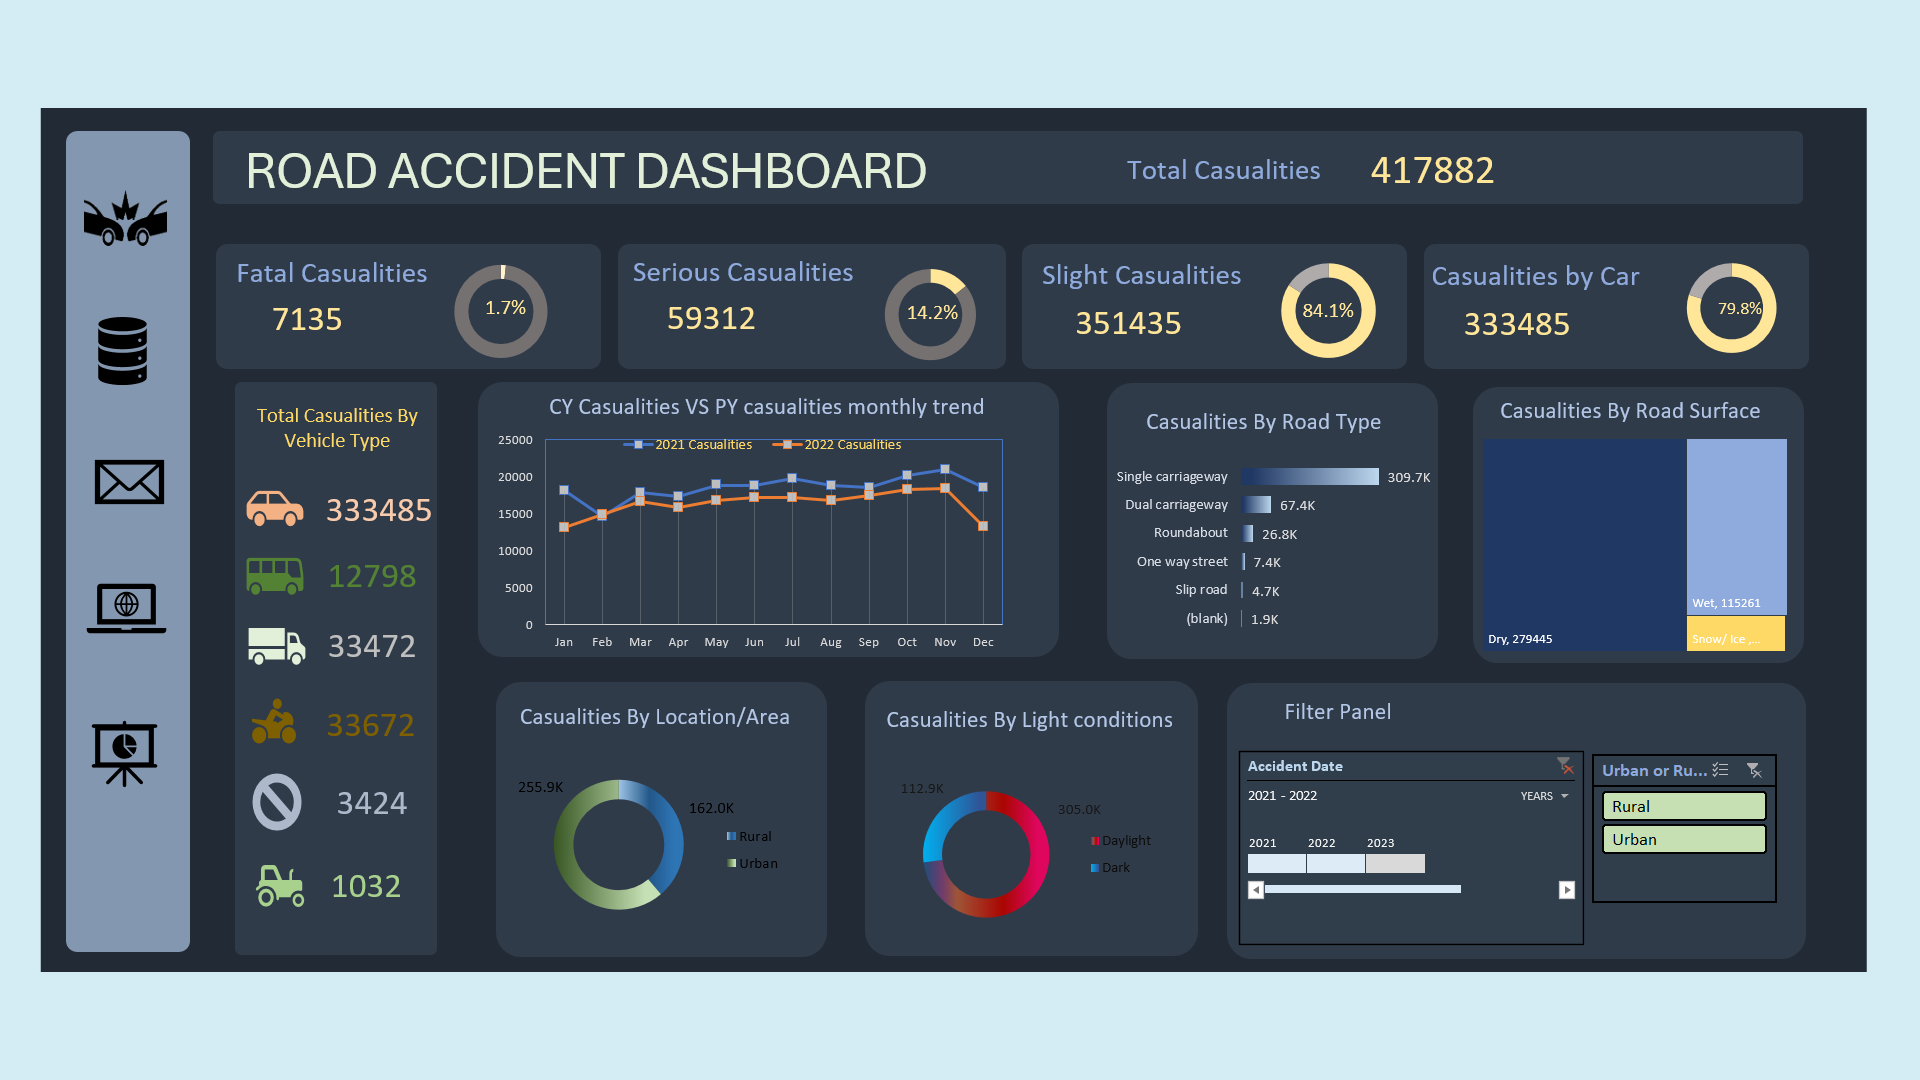 ROAD ACCIDENT DASHBOARD
Total Casualities
417882
Fatal Casualities
7135
1.7%
Serious Casualities
59312
14.2%
Slight Casualities
351435
84.1%
Casualities by Car
333485
79.8%
Total Casualities By
Vehicle Type
333485
12798
33472
33672
3424
1032
CY Casualities VS PY casualities monthly trend
2021 Casualities
2022 Casualities
25000
20000
15000
10000
5000
0
Jan Feb Mar Apr May Jun Jul Aug Sep Oct Nov Dec
Casualities By Road Type
Single carriageway 309.7K
Dual carriageway 67.4K
Roundabout 26.8K
One way street 7.4K
Slip road 4.7K
(blank) 1.9K
Casualities By Road Surface
Dry, 279445
Wet, 115261
Snow/ Ice ,...
Casualities By Location/Area
255.9K
162.0K
Rural
Urban
Casualities By Light conditions
112.9K
305.0K
Daylight
Dark
Filter Panel
Accident Date
2021 - 2022
YEARS
2021 2022 2023
Urban or Ru...
Rural
Urban